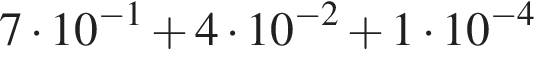 7 · 10⁻¹ + 4 · 10⁻² + 1 · 10⁻⁴